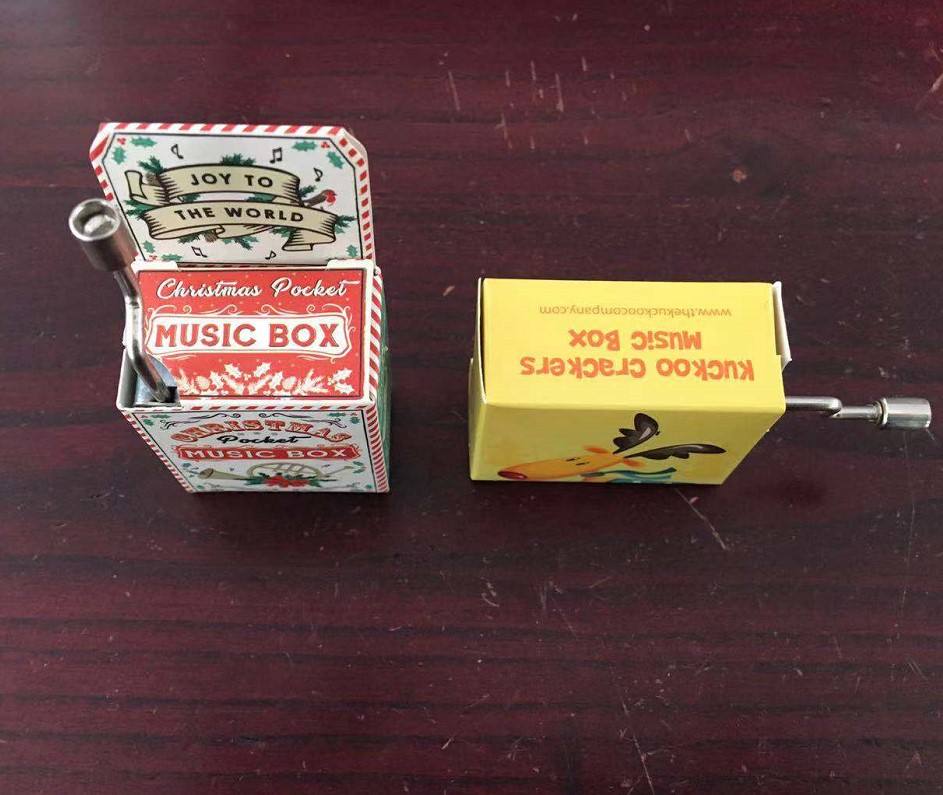 JOY TO
THE WORLD
Christmas Pocket
MUSIC BOX
CHRISTMAS
Pocket
MUSIC BOX
Kuckoo Crackers
Music Box
www.thekuckoocompany.com